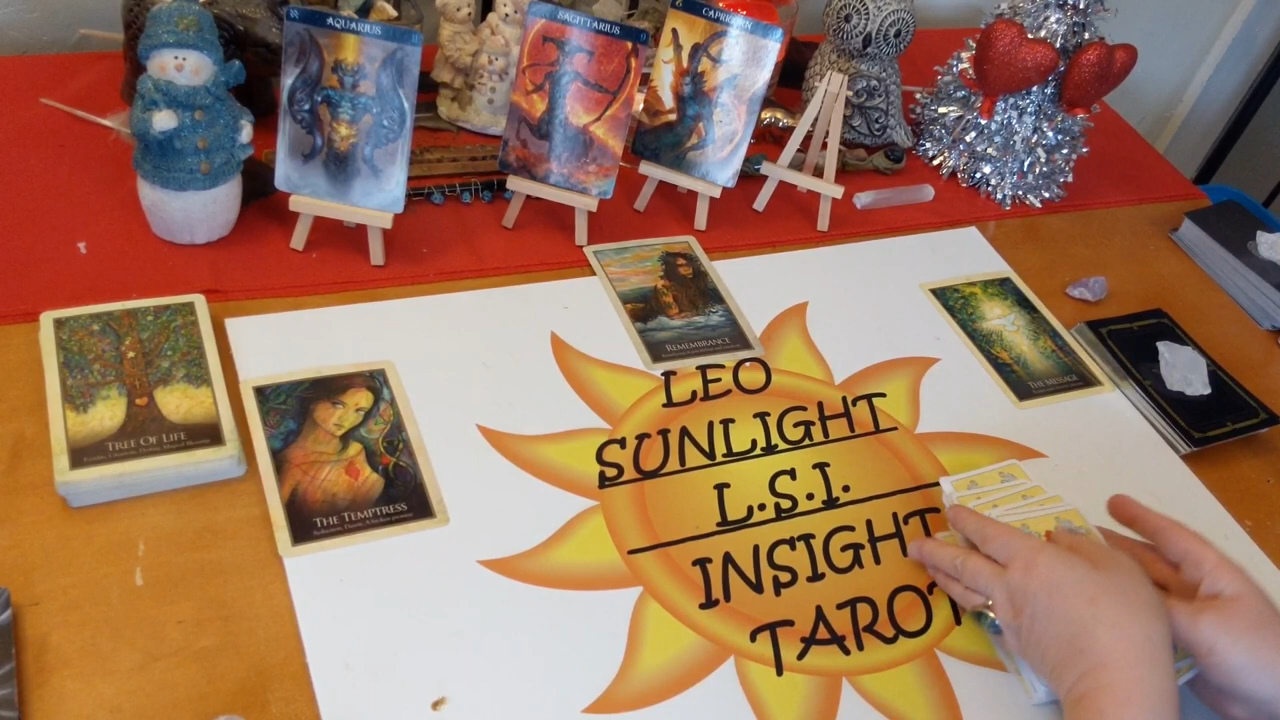 AQUARIUS
SAGITTARIUS
CAPRICORN
REMEMBRANCE
THE MESSAGE
TREE OF LIFE
THE TEMPTRESS
LEO
SUNLIGHT
L.S.I.
INSIGHT
TAROT